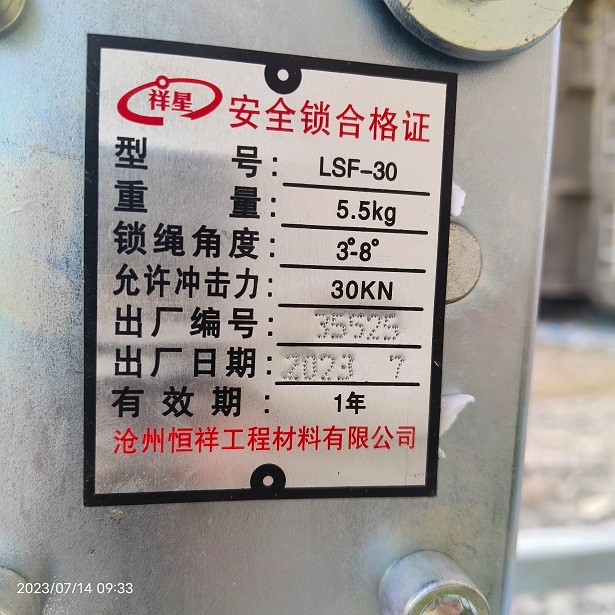 祥星 安全锁合格证
型 号: LSF-30
重 量: 5.5kg
锁绳角度: 3°-8°
允许冲击力: 30KN
出厂编号: 35525
出厂日期: 2023 7
有效期: 1年
沧州恒祥工程材料有限公司
2023/07/14 09:33